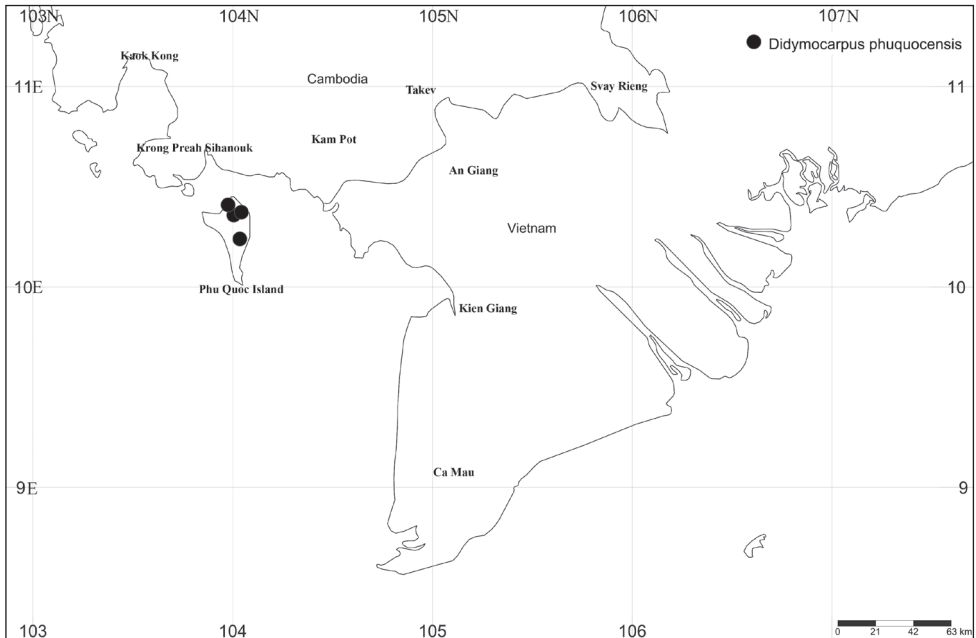 103N 104N 105N 106N 107N
Didymocarpus phuquocensis
Kaok Kong
Cambodia
11E Takev Svay Rieng 11
Kam Pot
Krong Preah Sihanouk
An Giang
Vietnam
10E 10
Phu Quoc Island
Kien Giang
Ca Mau
9E 9
103 104 105 106
0 21 42 63 km